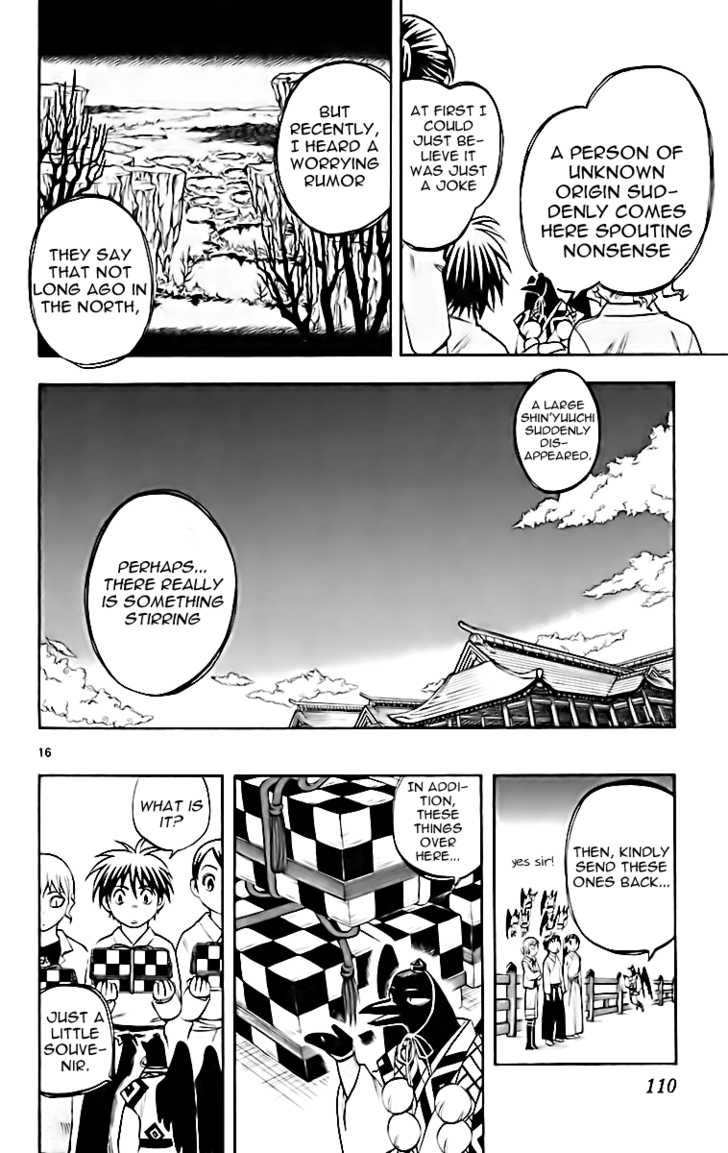 A PERSON OF
UNKNOWN
ORIGIN SUD-
DENLY COMES
HERE SPOUTING
NONSENSE
AT FIRST I
COULD
JUST BE-
LIEVE IT
WAS JUST
A JOKE
BUT
RECENTLY,
I HEARD A
WORRYING
RUMOR
THEY SAY
THAT NOT
LONG AGO IN
THE NORTH,
A LARGE
SHIN'YUUCHI
SUDDENLY
DIS-
APPEARED.
PERHAPS...
THERE REALLY
IS SOMETHING
STIRRING
16
THEN, KINDLY
SEND THESE
ONES BACK...
yes sir!
IN ADDI-
TION,
THESE
THINGS
OVER
HERE...
WHAT IS
IT?
JUST A
LITTLE
SOUVE-
NIR.
110